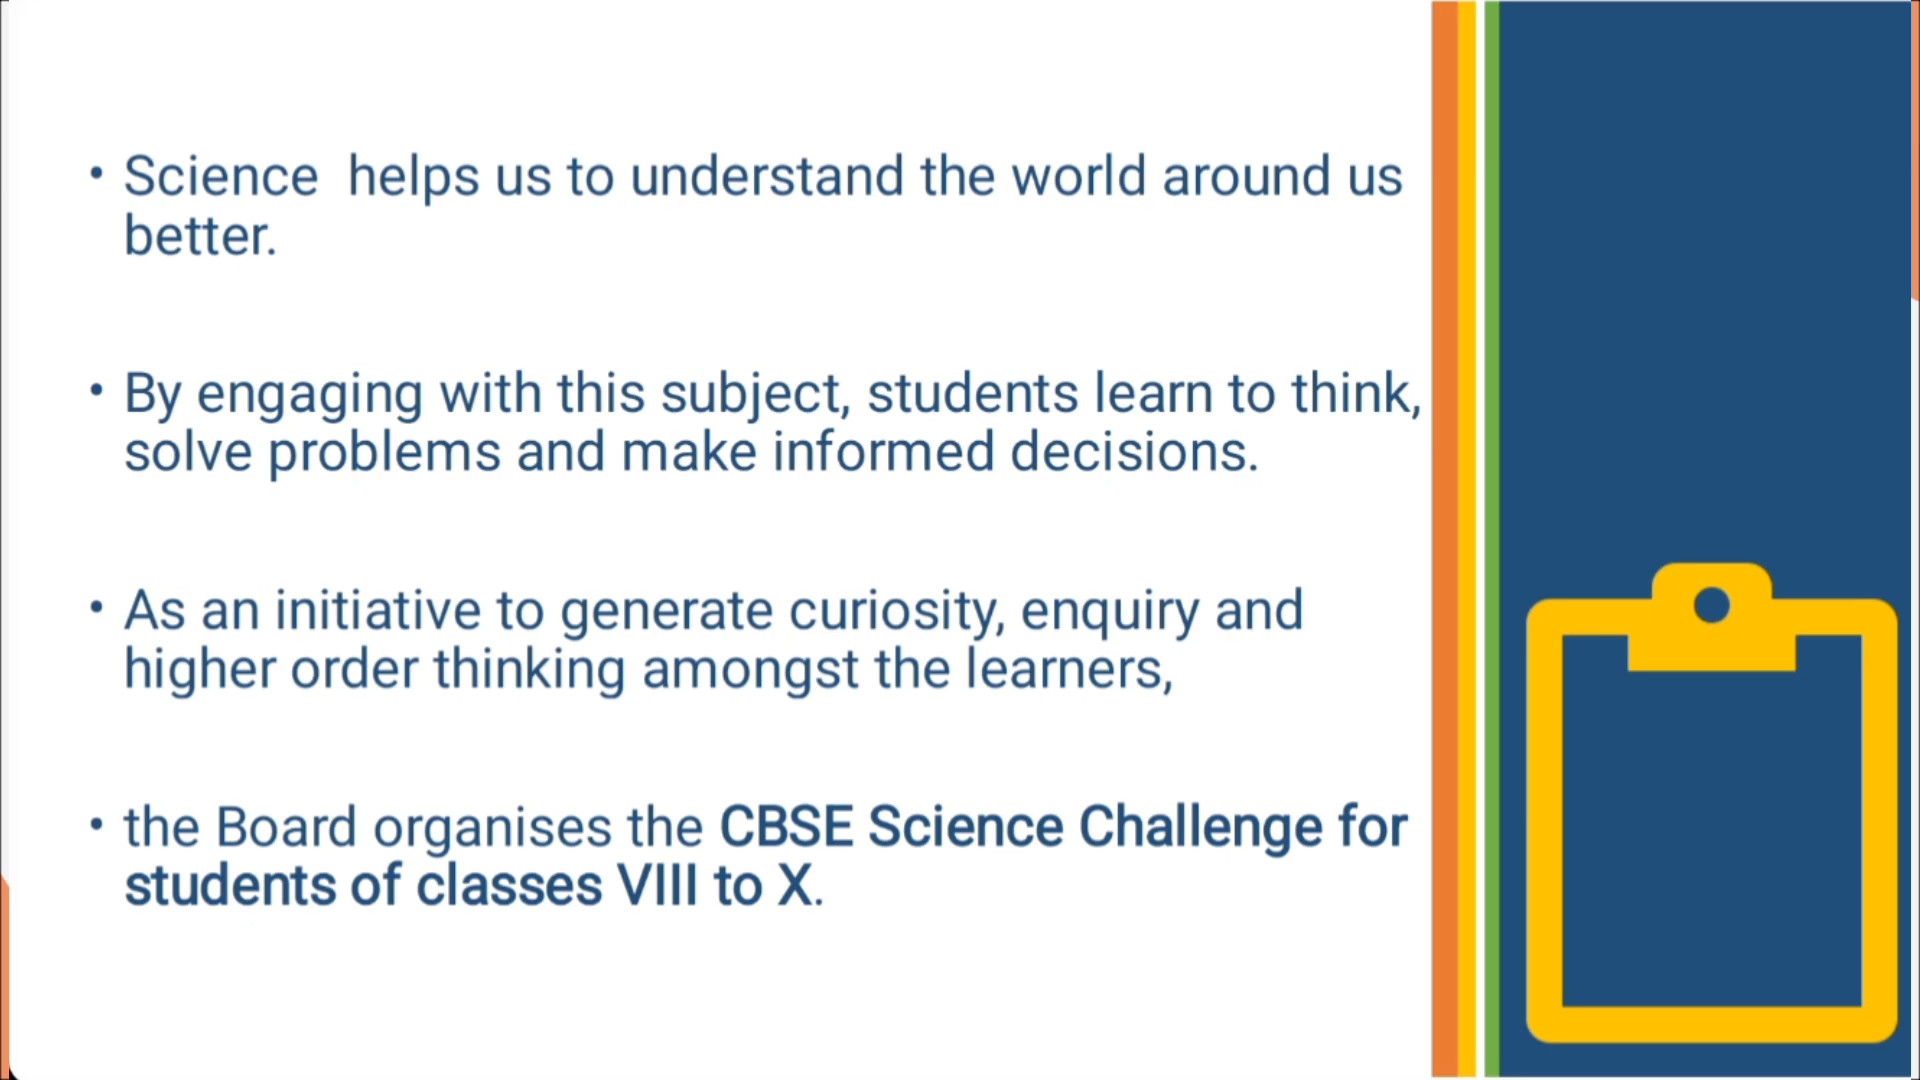 • Science  helps us to understand the world around us
better.
• By engaging with this subject, students learn to think,
solve problems and make informed decisions.
• As an initiative to generate curiosity, enquiry and
higher order thinking amongst the learners,
• the Board organises the CBSE Science Challenge for
students of classes VIII to X.